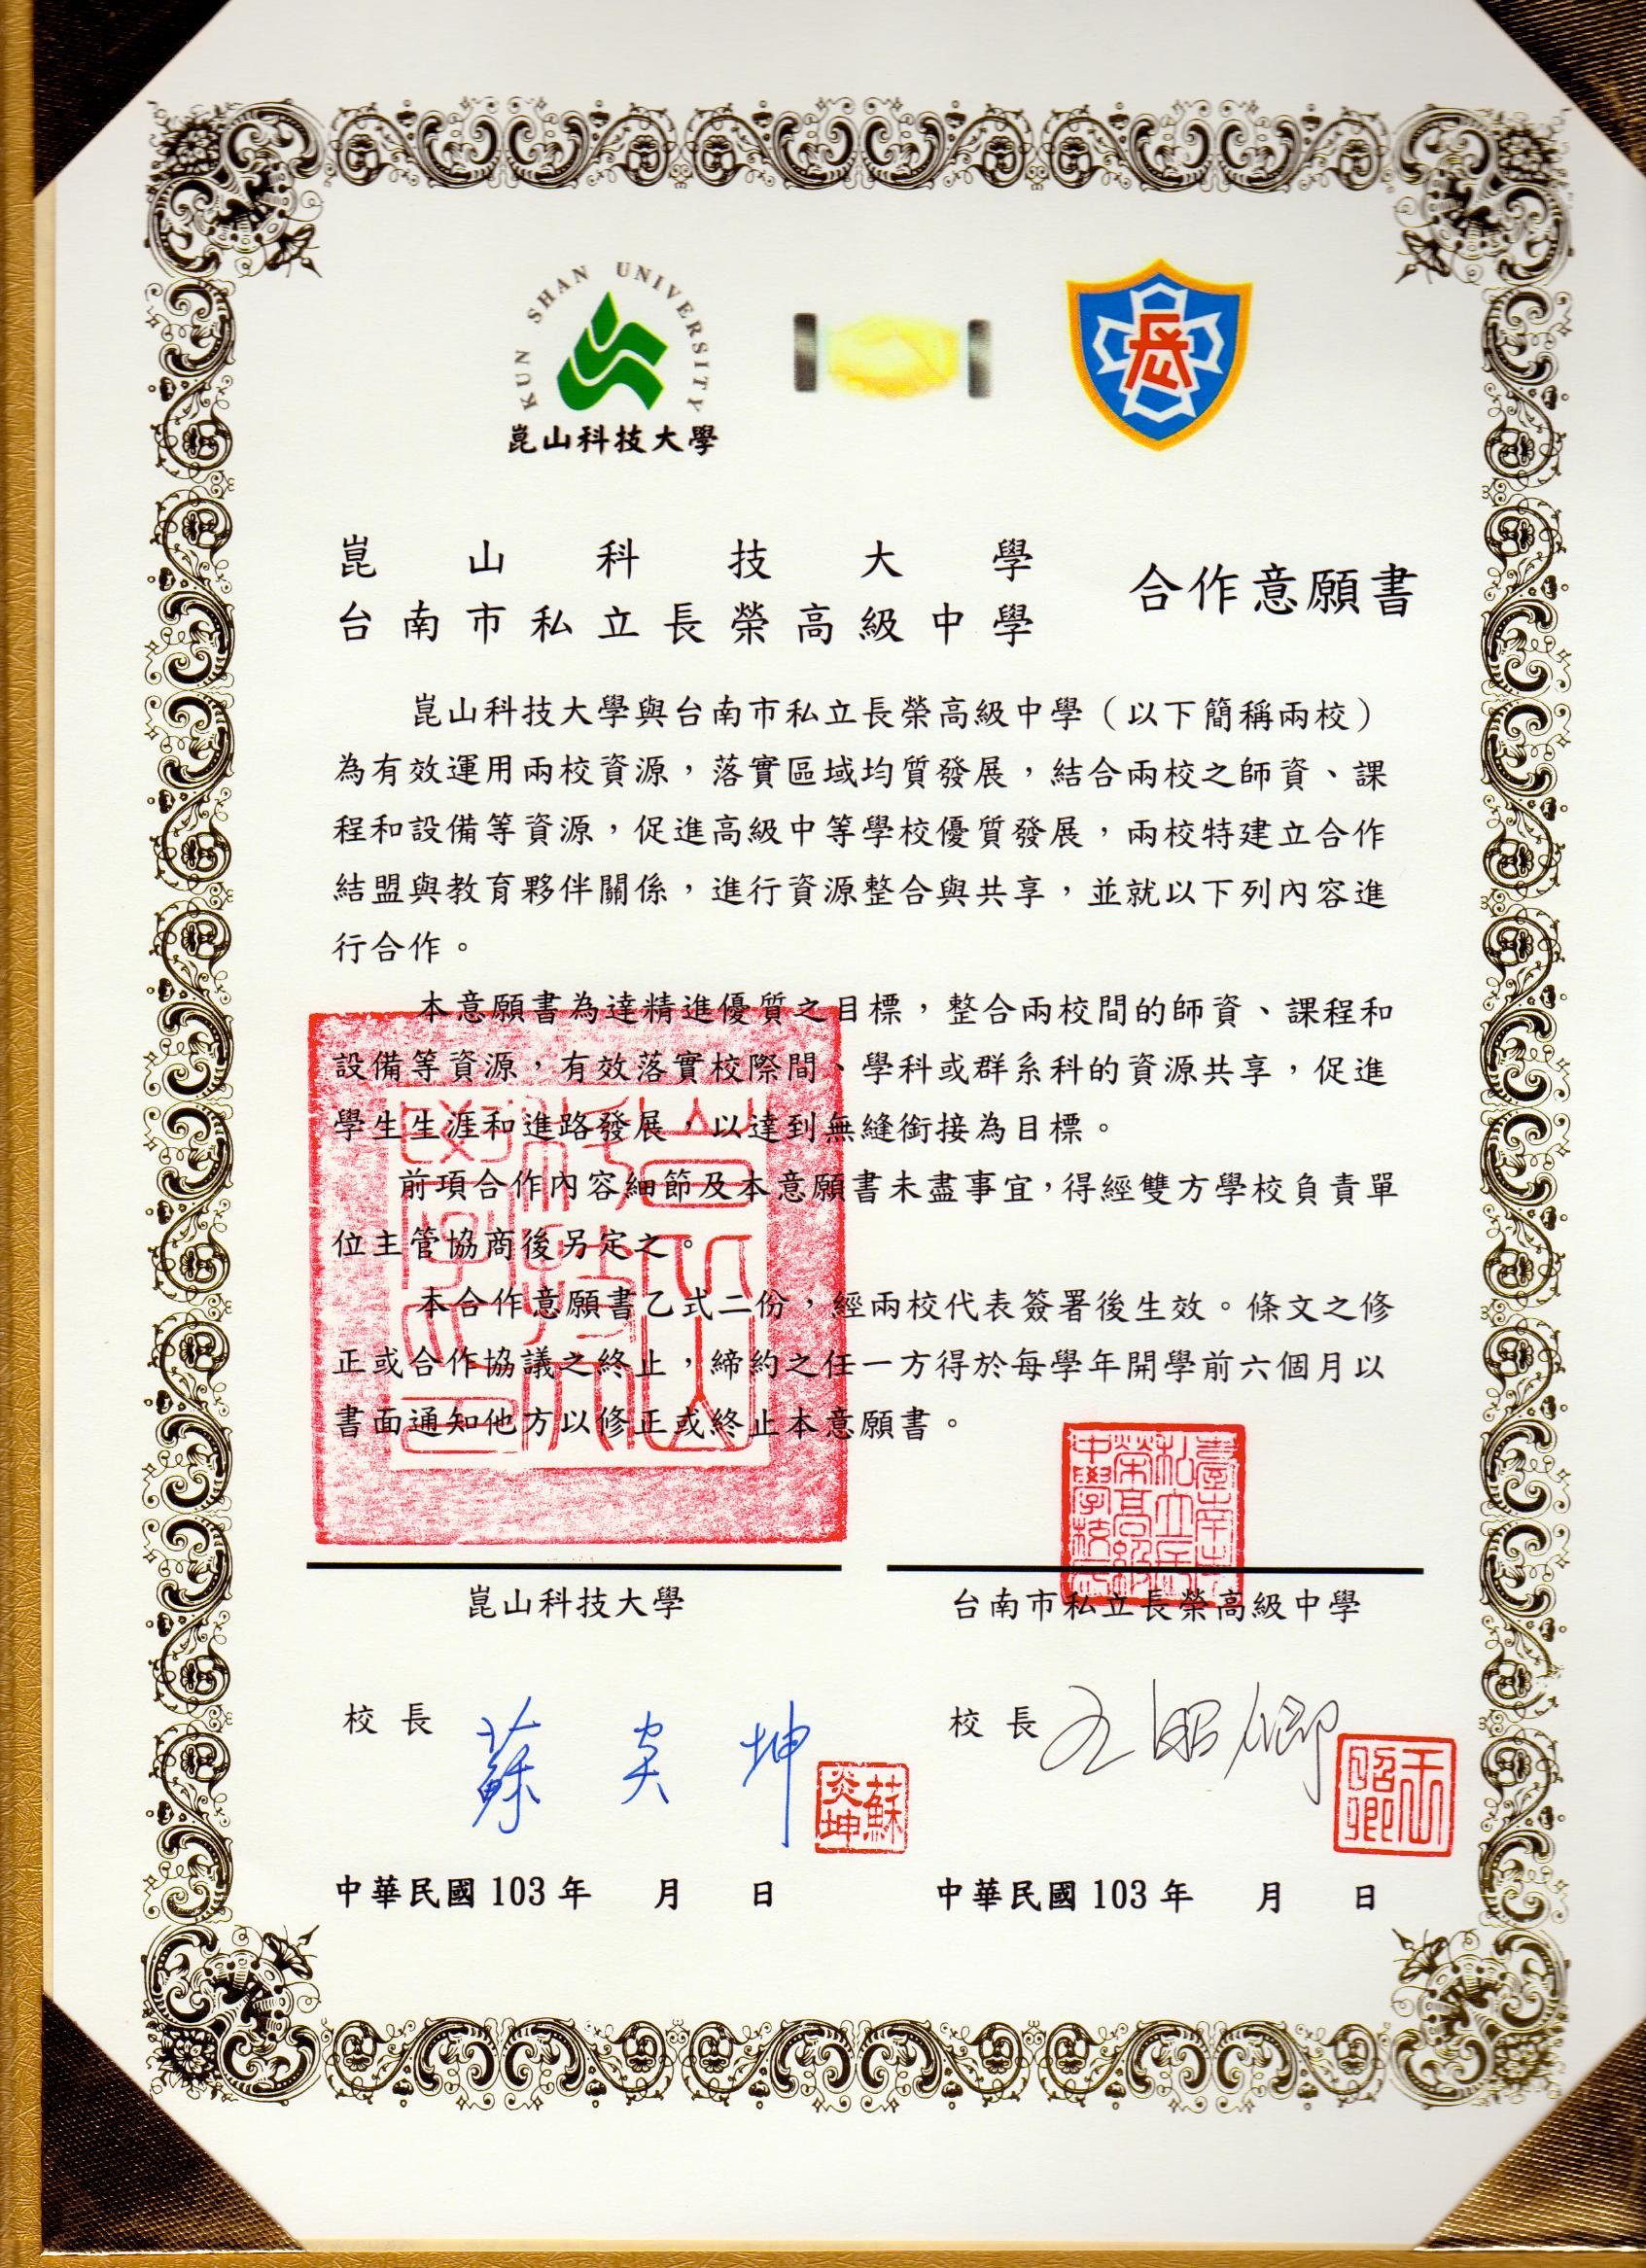 KUN SHAN UNIVERSITY
崑山科技大學
長
崑山科技大學
台南市私立長榮高級中學
合作意願書
崑山科技大學與台南市私立長榮高級中學（以下簡稱兩校）
為有效運用兩校資源，落實區域均質發展，結合兩校之師資、課
程和設備等資源，促進高級中等學校優質發展，兩校特建立合作
結盟與教育夥伴關係，進行資源整合與共享，並就以下列內容進
行合作。
本意願書為達精進優質之目標，整合兩校間的師資、課程和
設備等資源，有效落實校際間、學科或群系科的資源共享，促進
學生生涯和進路發展，以達到無縫銜接為目標。
前項合作內容細節及本意願書未盡事宜，得經雙方學校負責單
位主管協商後另定之。
本合作意願書乙式二份，經兩校代表簽署後生效。條文之修
正或合作協議之終止，締約之任一方得於每學年開學前六個月以
書面通知他方以修正或終止本意願書。
崑山科技大學
台南市私立長榮高級中學
校長 蘇炎坤
蘇炎坤
校長 王昭卿
王昭卿
中華民國 103 年 月 日
中華民國 103 年 月 日